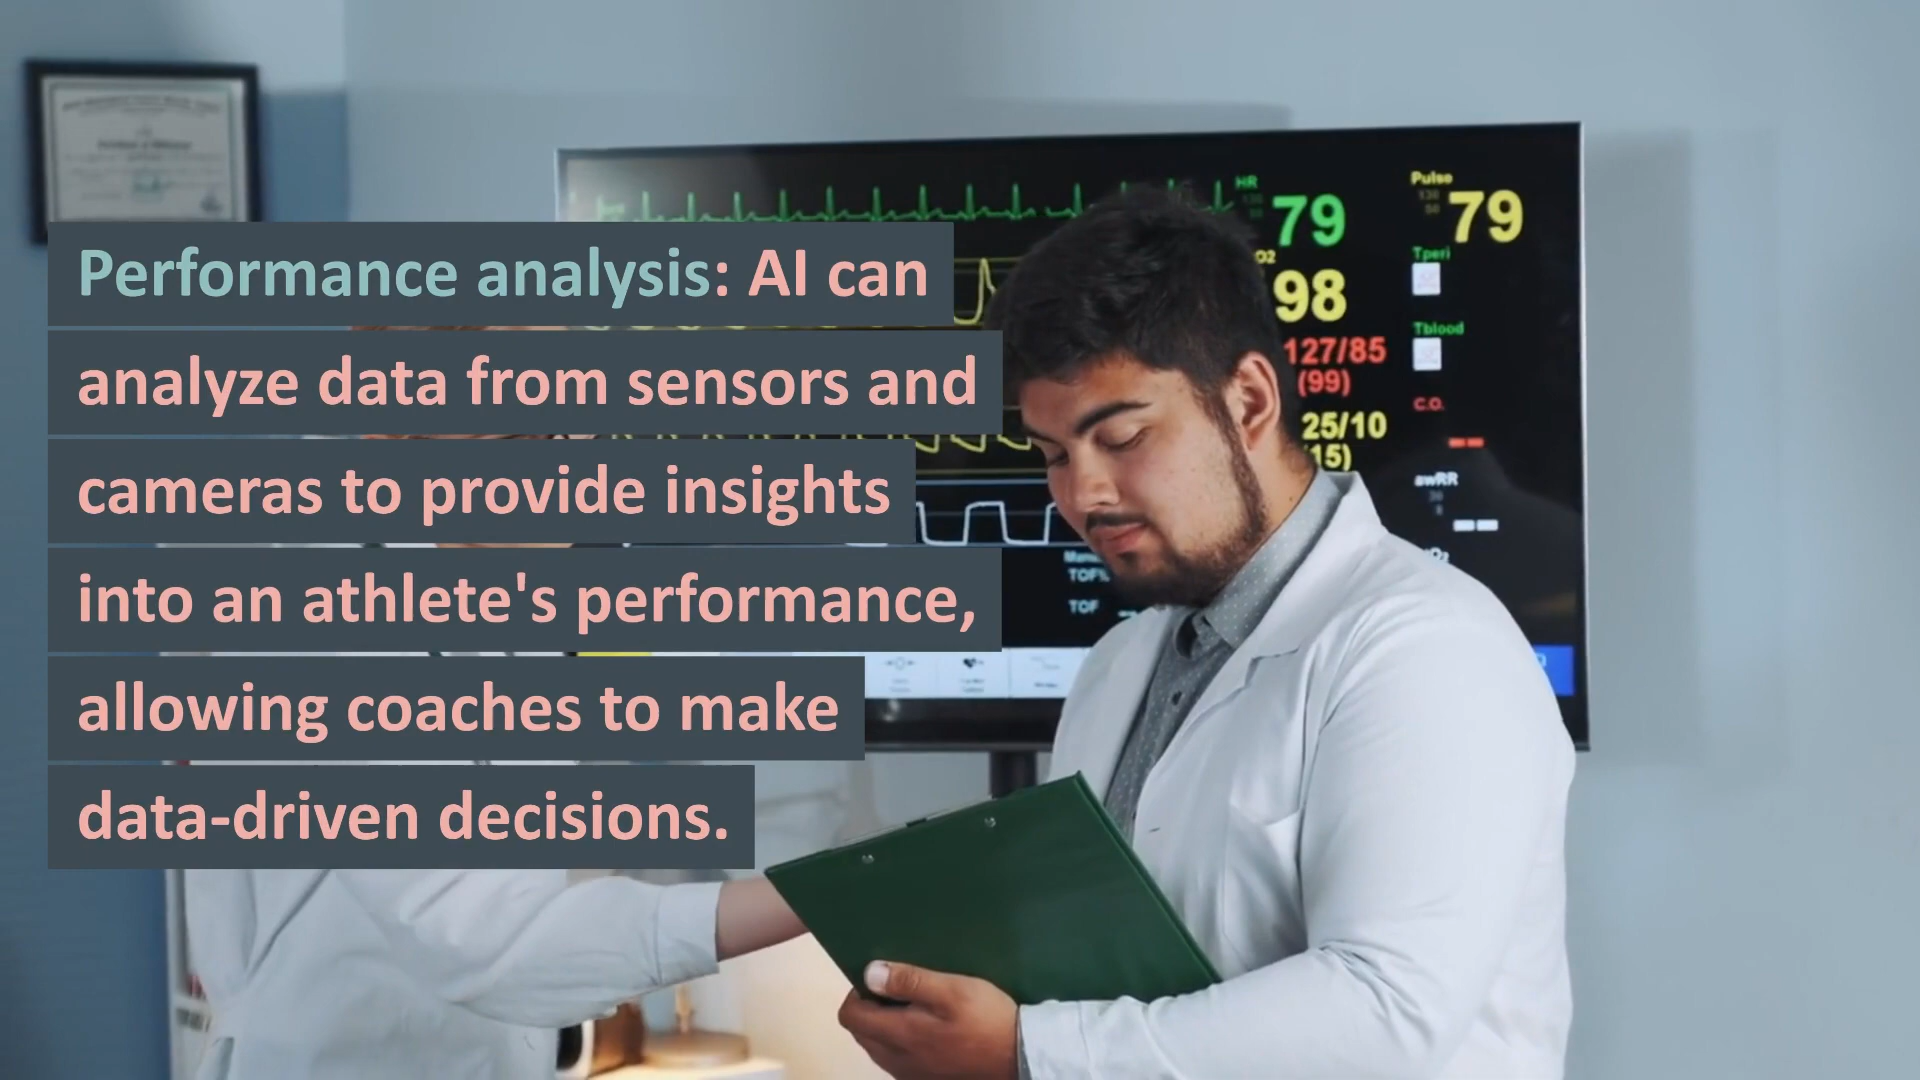 Performance analysis: AI can
analyze data from sensors and
cameras to provide insights
into an athlete's performance,
allowing coaches to make
data-driven decisions.
HR
79
Pulse
79
98
Tperi
127/85
(99)
Tblood
C.O.
25/10
15)
awRR
TOF%
TOF